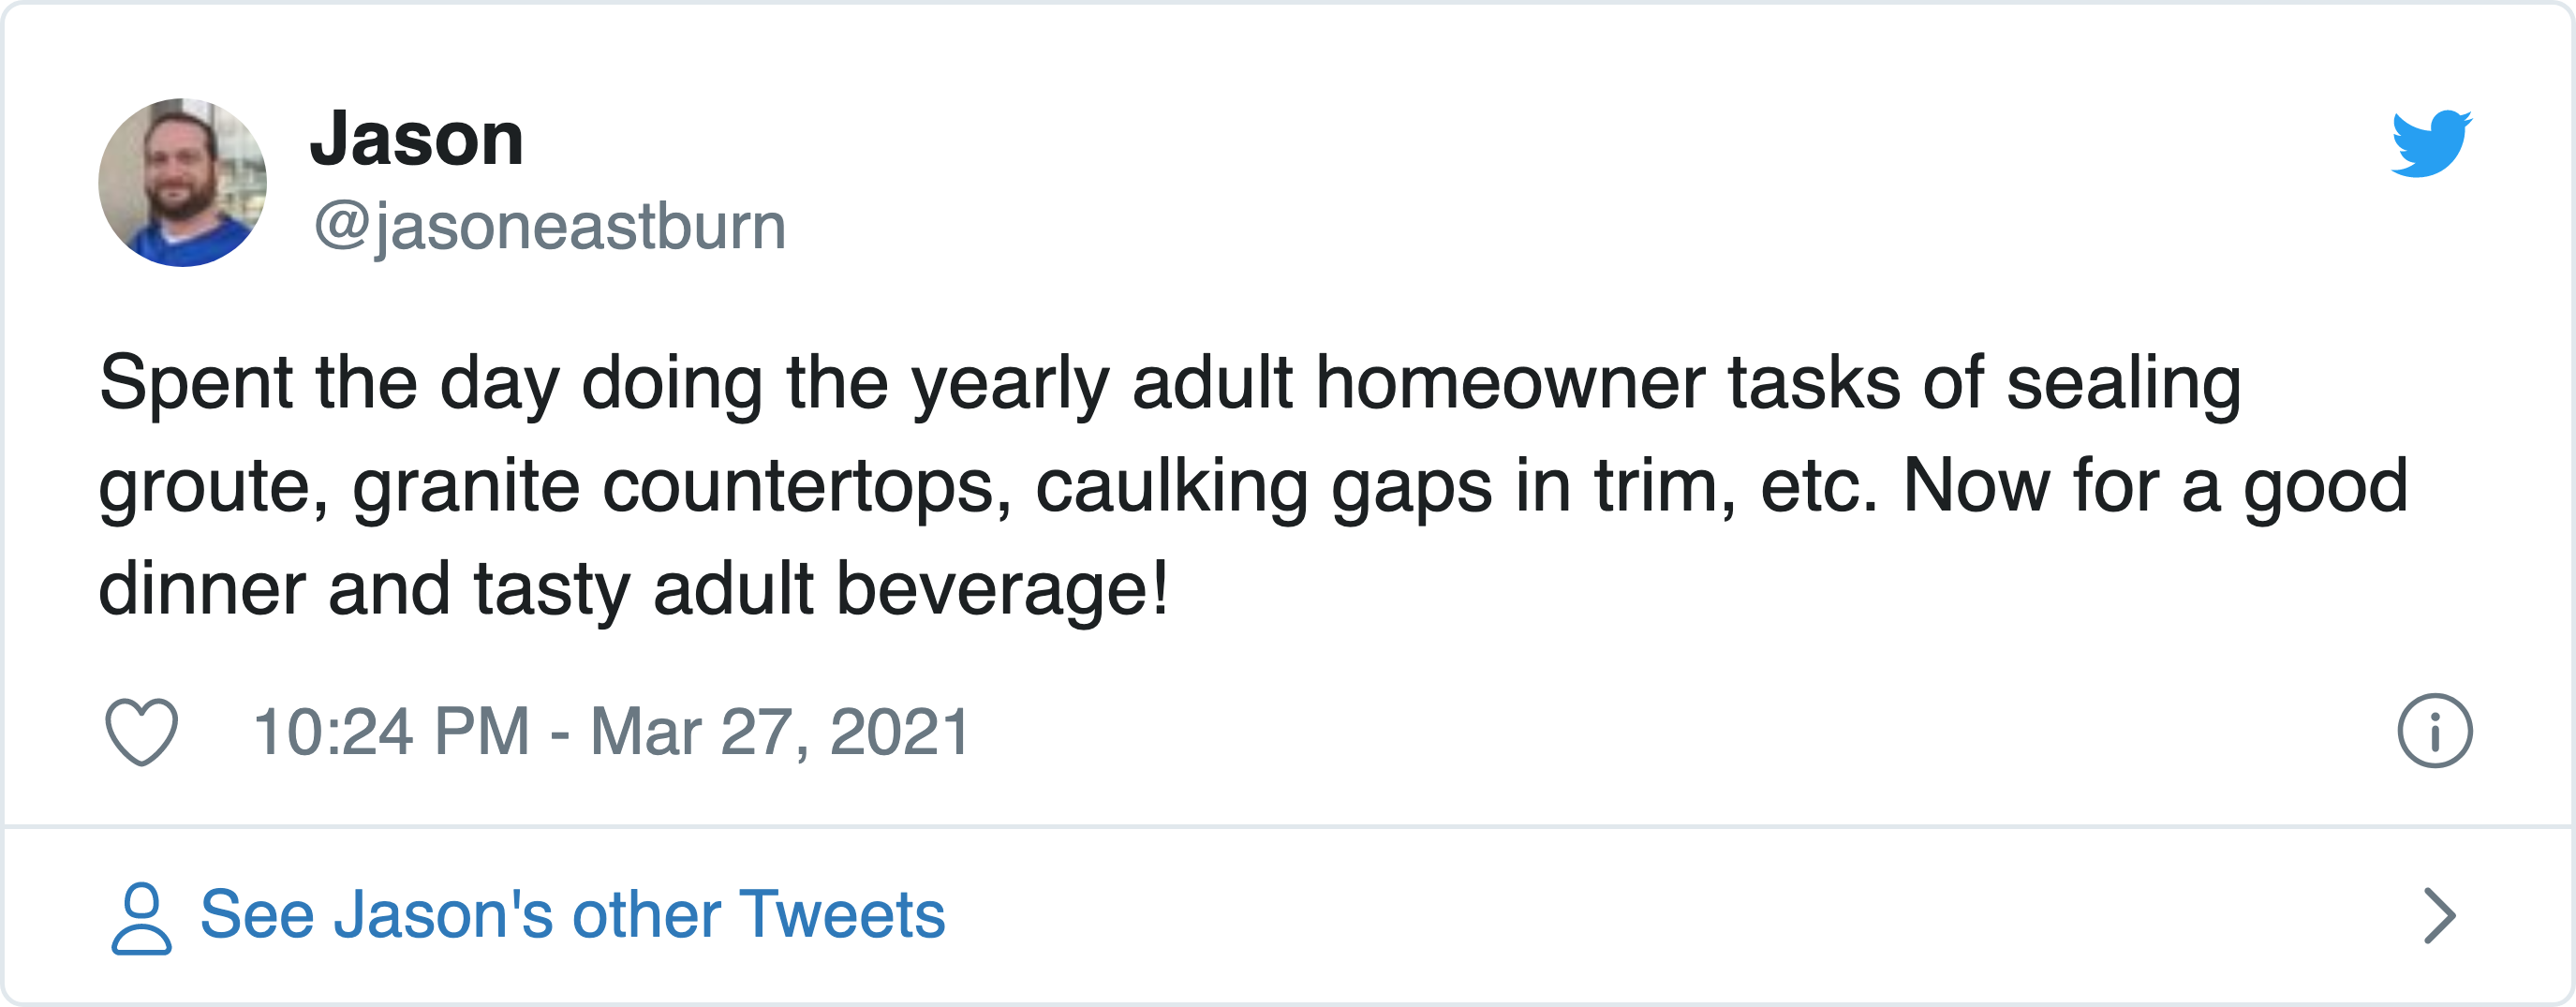 Jason
@jasoneastburn
Spent the day doing the yearly adult homeowner tasks of sealing
groute, granite countertops, caulking gaps in trim, etc. Now for a good
dinner and tasty adult beverage!
10:24 PM - Mar 27, 2021
See Jason's other Tweets